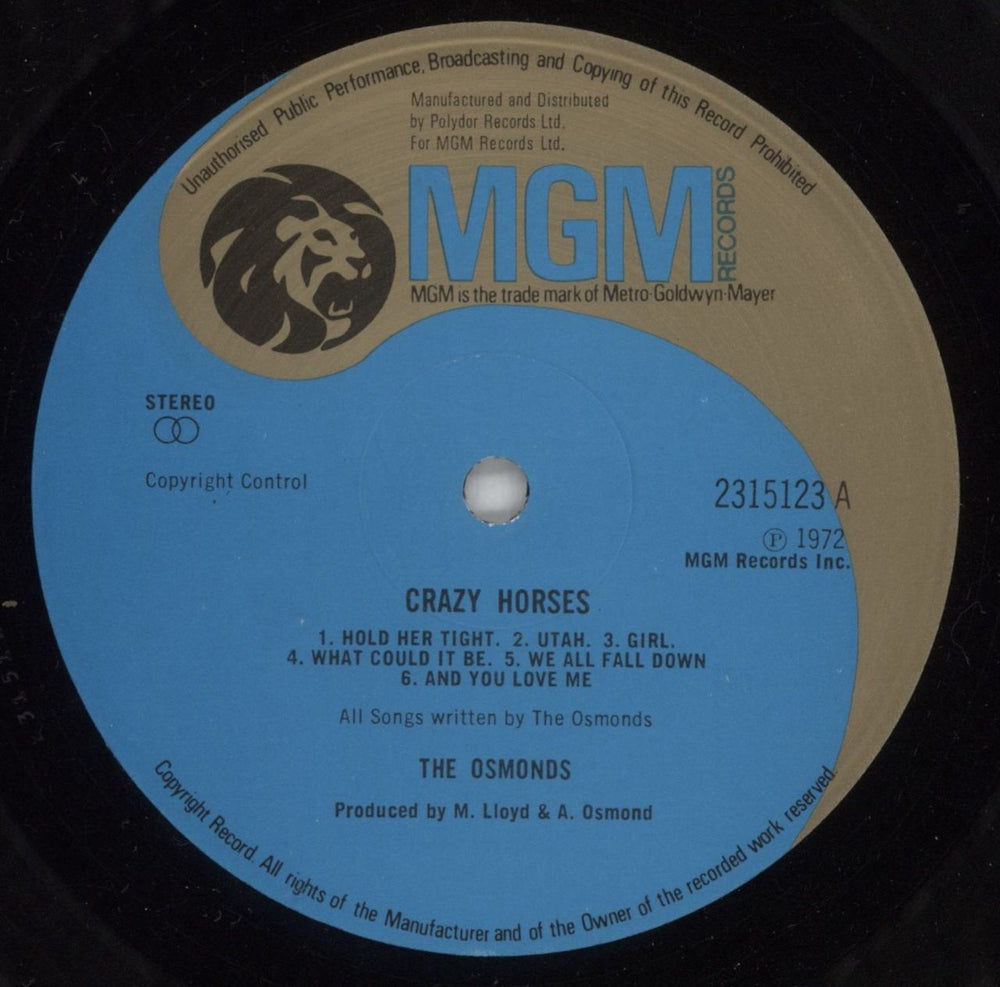 Unauthorised Public Performance, Broadcasting and Copying of this Record Prohibited
Manufactured and Distributed
by Polydor Records Ltd.
For MGM Records Ltd.
MGM RECORDS
MGM is the trade mark of Metro-Goldwyn-Mayer
STEREO
Copyright Control
2315123 A
Ⓟ 1972
MGM Records Inc.
CRAZY HORSES
1. HOLD HER TIGHT. 2. UTAH. 3. GIRL.
4. WHAT COULD IT BE. 5. WE ALL FALL DOWN
6. AND YOU LOVE ME
All Songs written by The Osmonds
THE OSMONDS
Produced by M. Lloyd & A. Osmond
Copyright Record. All rights of the Manufacturer and of the Owner of the recorded work reserved.